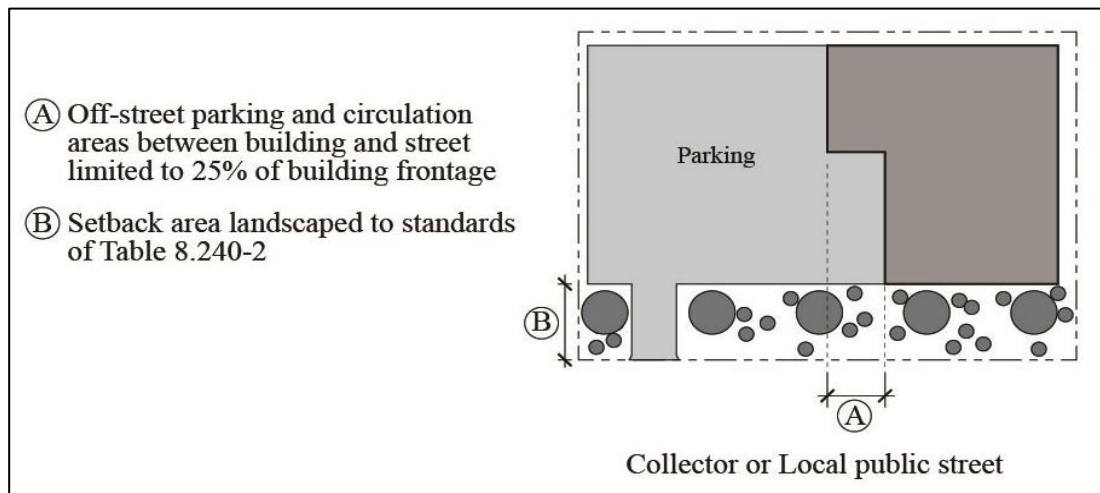 Ⓐ Off-street parking and circulation
areas between building and street
limited to 25% of building frontage
Ⓑ Setback area landscaped to standards
of Table 8.240-2
Parking
Ⓑ
Ⓐ
Collector or Local public street